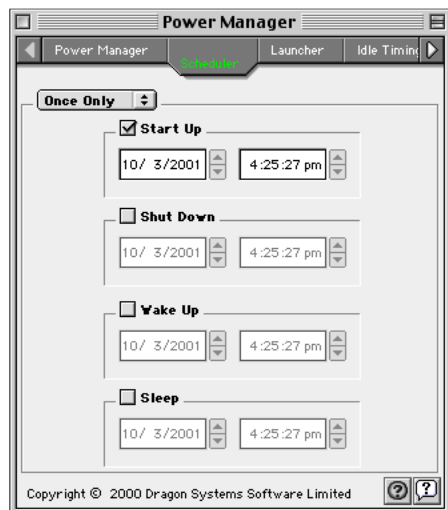 Power Manager
Power Manager Scheduler Launcher Idle Timing
Once Only
Start Up
10/ 3/2001 4:25:27 pm
Shut Down
10/ 3/2001 4:25:27 pm
Wake Up
10/ 3/2001 4:25:27 pm
Sleep
10/ 3/2001 4:25:27 pm
Copyright © 2000 Dragon Systems Software Limited ? ?